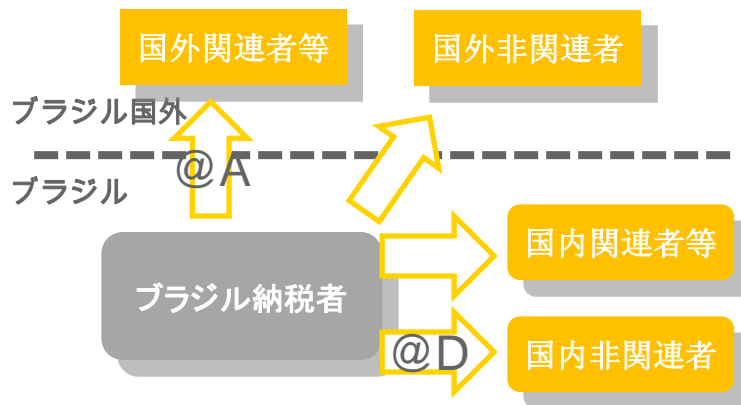 国外関連者等
国外非関連者
ブラジル国外
@A
ブラジル
国内関連者等
ブラジル納税者
@D
国内非関連者